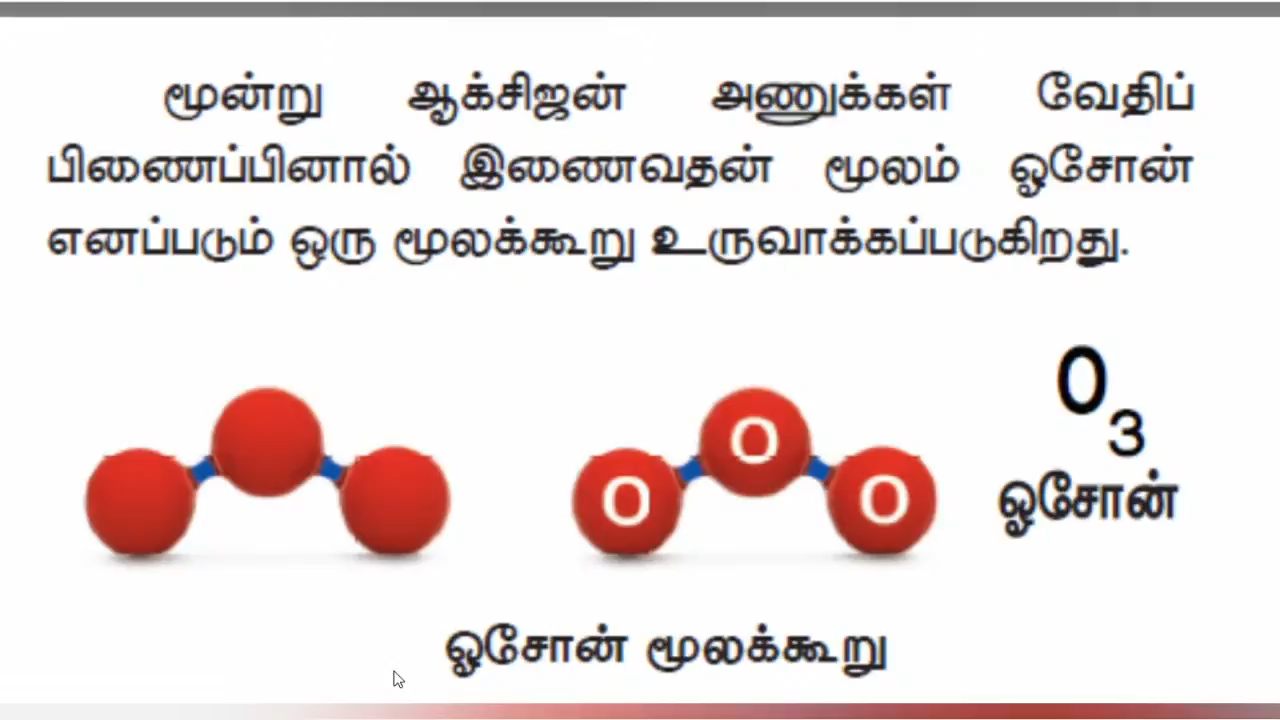 மூன்று ஆக்சிஜன் அணுக்கள் வேதிப்
பிணைப்பினால் இணைவதன் மூலம் ஓசோன்
எனப்படும் ஒரு மூலக்கூறு உருவாக்கப்படுகிறது.
O O O
O3
ஓசோன்
ஓசோன் மூலக்கூறு